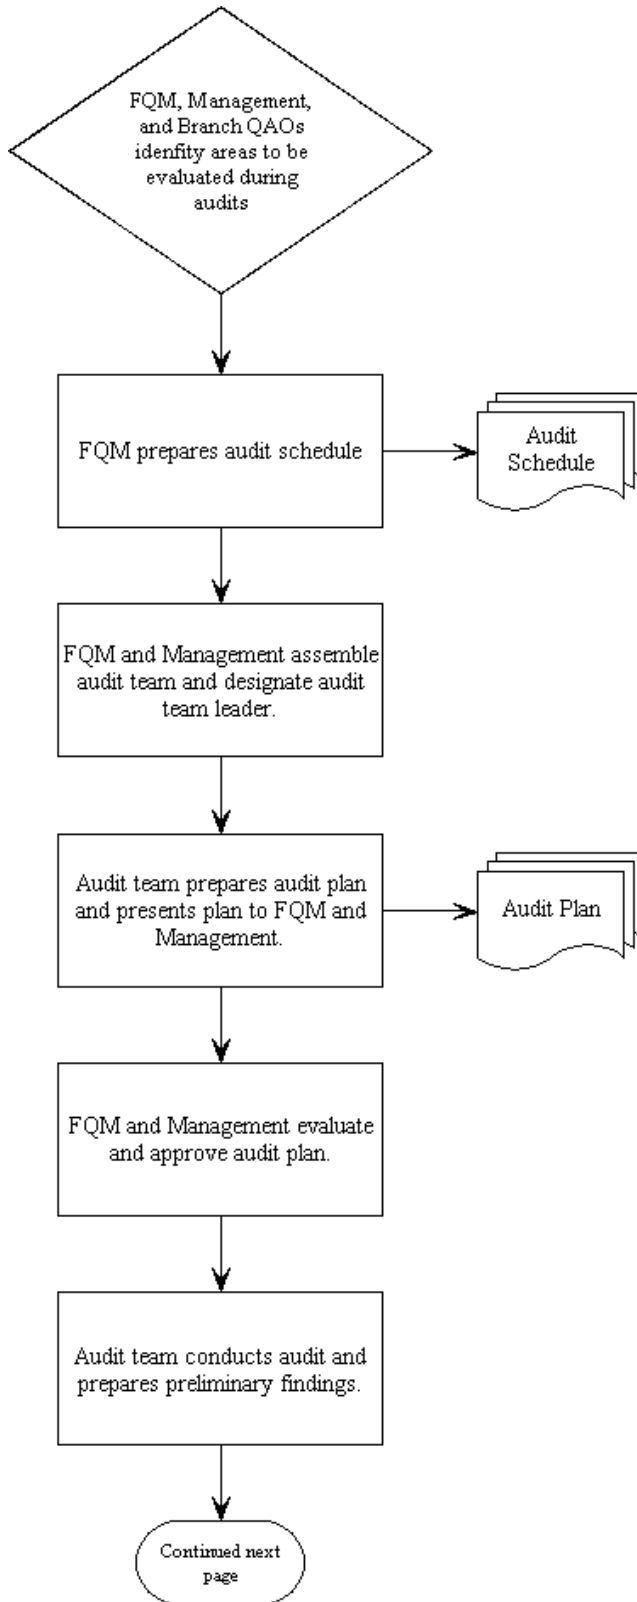 FQM, Management,
and Branch QAOs
idenfity areas to be
evaluated during
audits
FQM prepares audit schedule
Audit
Schedule
FQM and Management assemble
audit team and designate audit
team leader.
Audit team prepares audit plan
and presents plan to FQM and
Management.
Audit Plan
FQM and Management evaluate
and approve audit plan.
Audit team conducts audit and
prepares preliminary findings.
Continued next
page